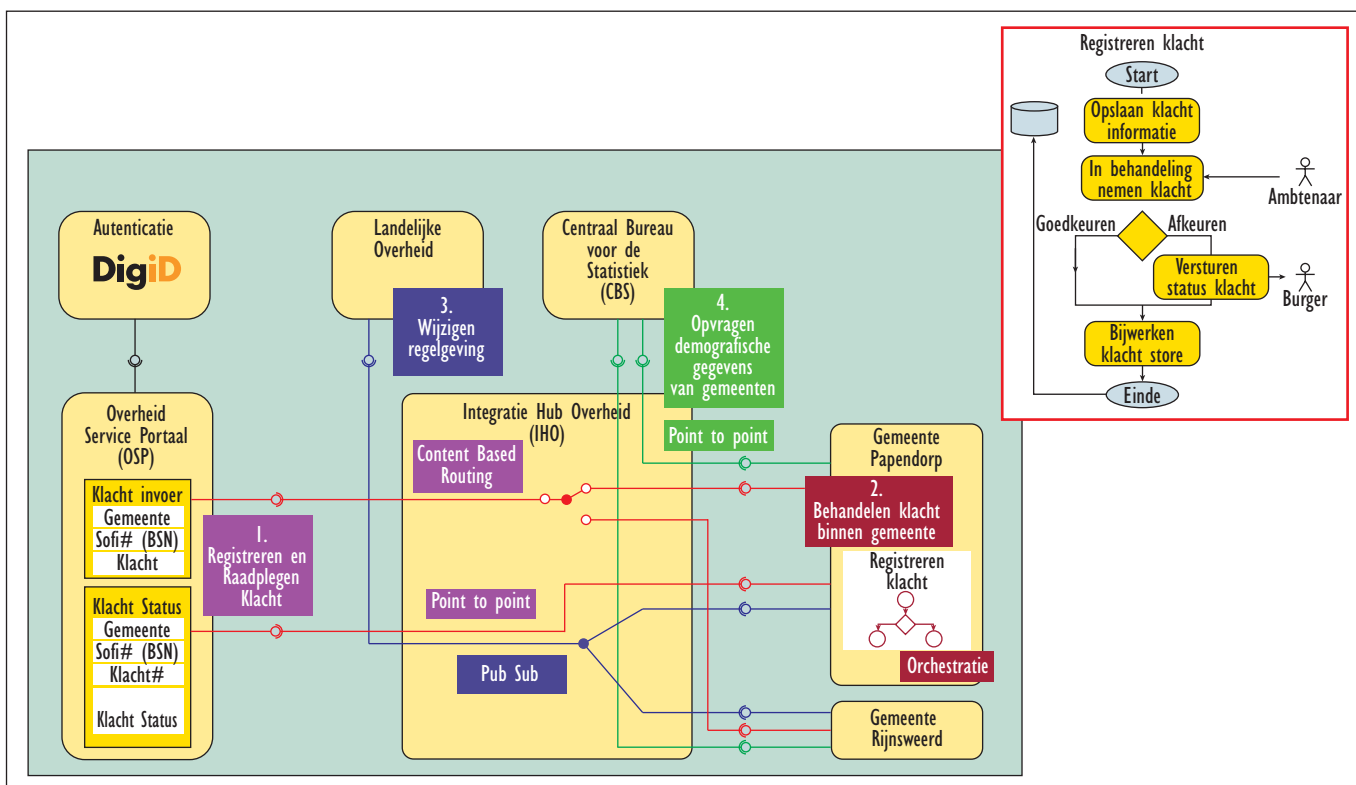 Registreren klacht
Start
Opslaan klacht
informatie
In behandeling
nemen klacht
Ambtenaar
Goedkeuren
Afkeuren
Versturen
status klacht
Burger
Bijwerken
klacht store
Einde
Autenticatie
DigiD
Landelijke
Overheid
3.
Wijzigen
regelgeving
Centraal Bureau
voor de
Statistiek
(CBS)
4.
Opvragen
demografische
gegevens
van gemeenten
Point to point
Overheid
Service Portaal
(OSP)
Klacht invoer
Gemeente
Sofi# (BSN)
Klacht
Klacht Status
Gemeente
Sofi# (BSN)
Klacht#
Klacht Status
1.
Registreren en
Raadplegen
Klacht
Integratie Hub Overheid
(IHO)
Content Based
Routing
Point to point
Pub Sub
Gemeente
Papendorp
2.
Behandelen klacht
binnen gemeente
Registreren
klacht
Orchestratie
Gemeente
Rijnsweerd